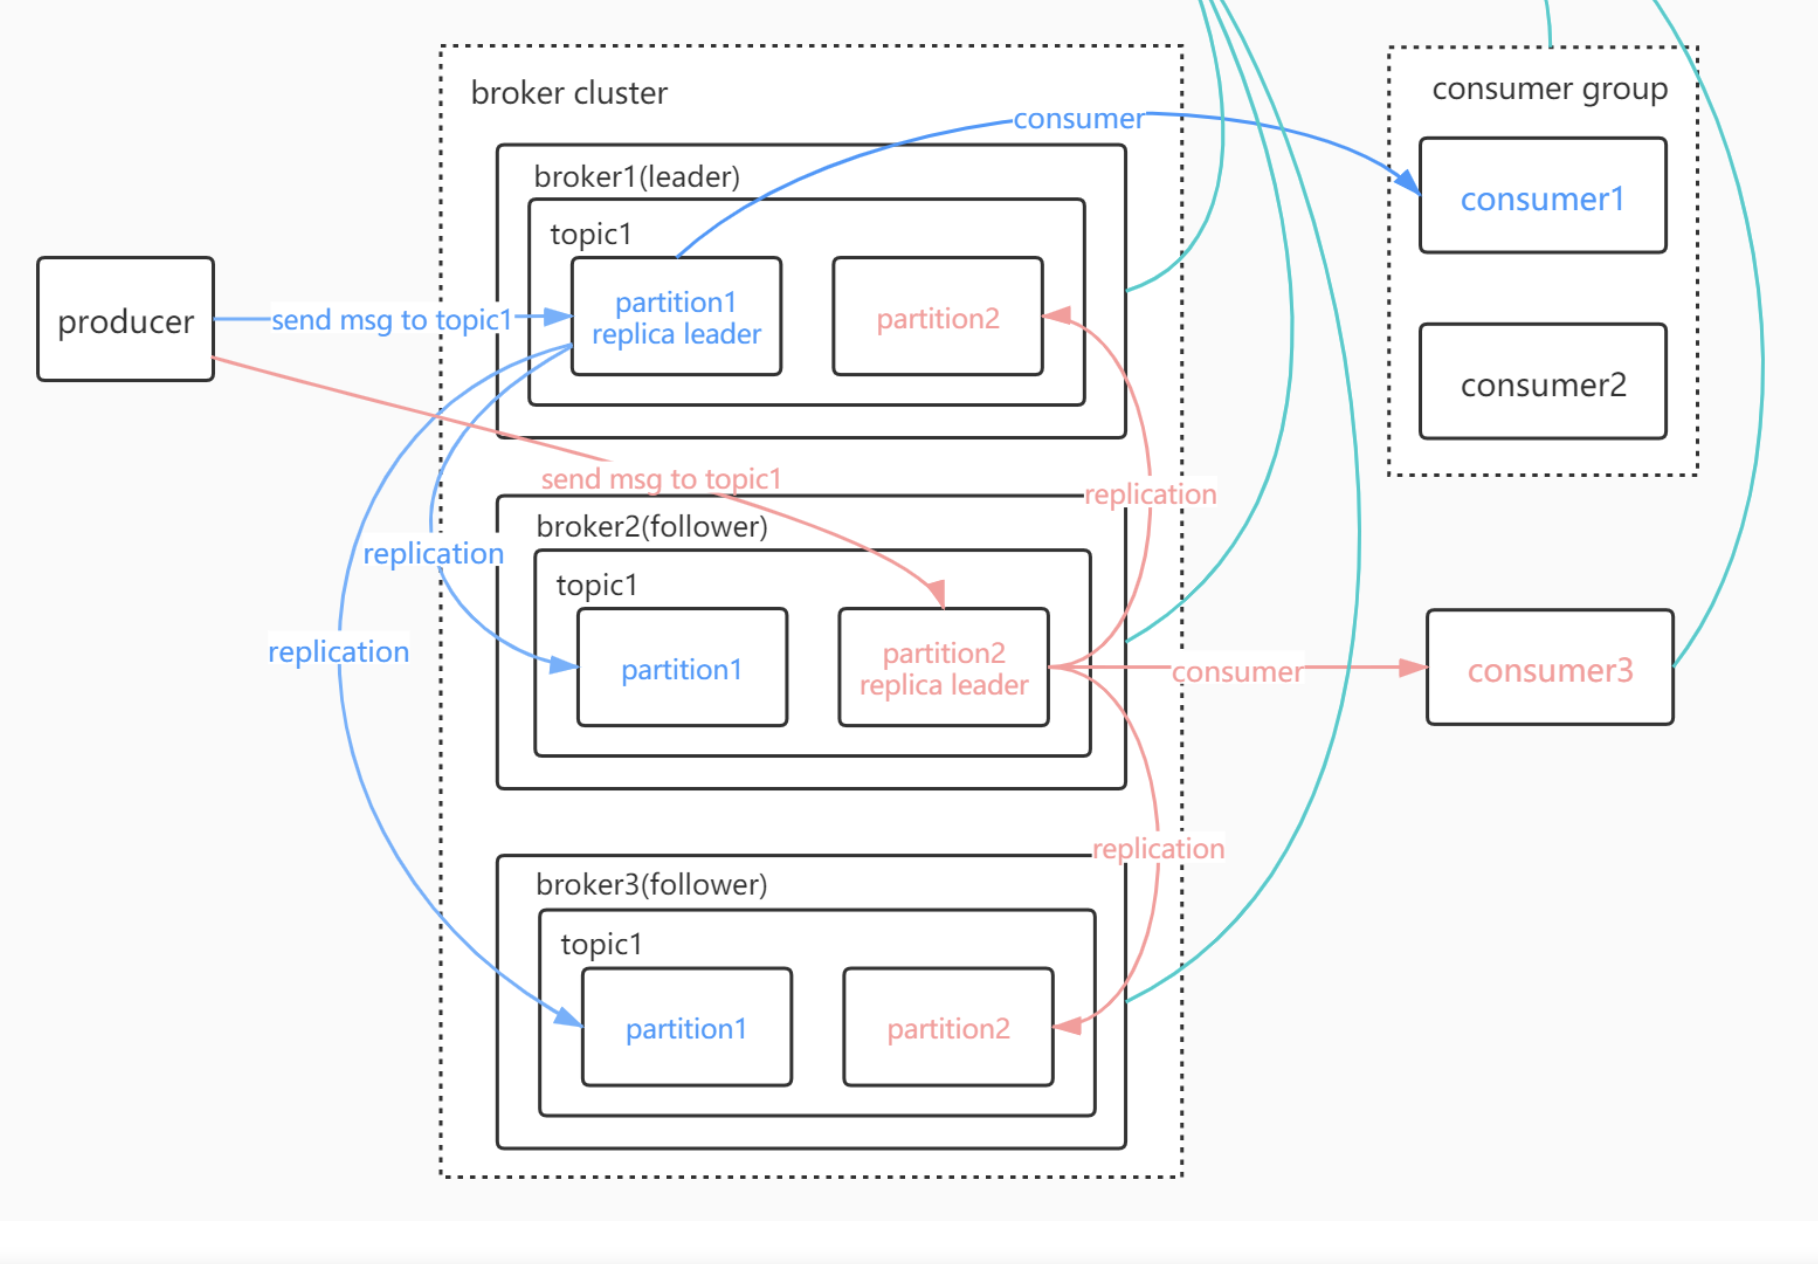 broker cluster
consumer group
consumer
broker1(leader)
consumer1
topic1
producer
send msg to topic1
partition1
replica leader
partition2
consumer2
send msg to topic1
replication
broker2(follower)
replication
topic1
replication
partition1
partition2
replica leader
consumer
consumer3
replication
broker3(follower)
topic1
partition1
partition2